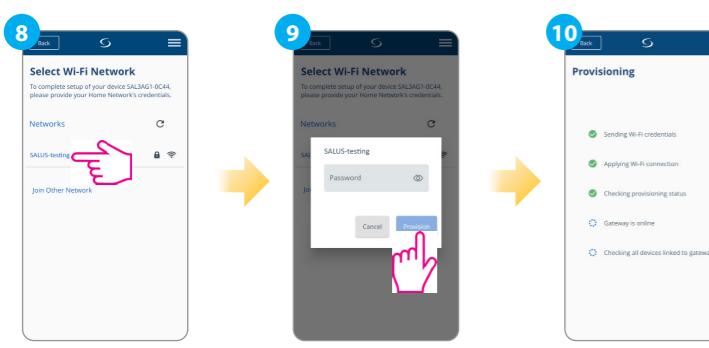 8
Back
Select Wi-Fi Network
To complete setup of your device SAL3AG1-0C44,
please provide your Home Network's credentials.
Networks
SALUS-testing
Join Other Network
9
Back
Select Wi-Fi Network
To complete setup of your device SAL3AG1-0C44,
please provide your Home Network's credentials.
Networks
SALUS-testing
Password
Cancel
Provision
10
Back
Provisioning
Sending Wi-Fi credentials
Applying Wi-Fi connection
Checking provisioning status
Gateway is online
Checking all devices linked to